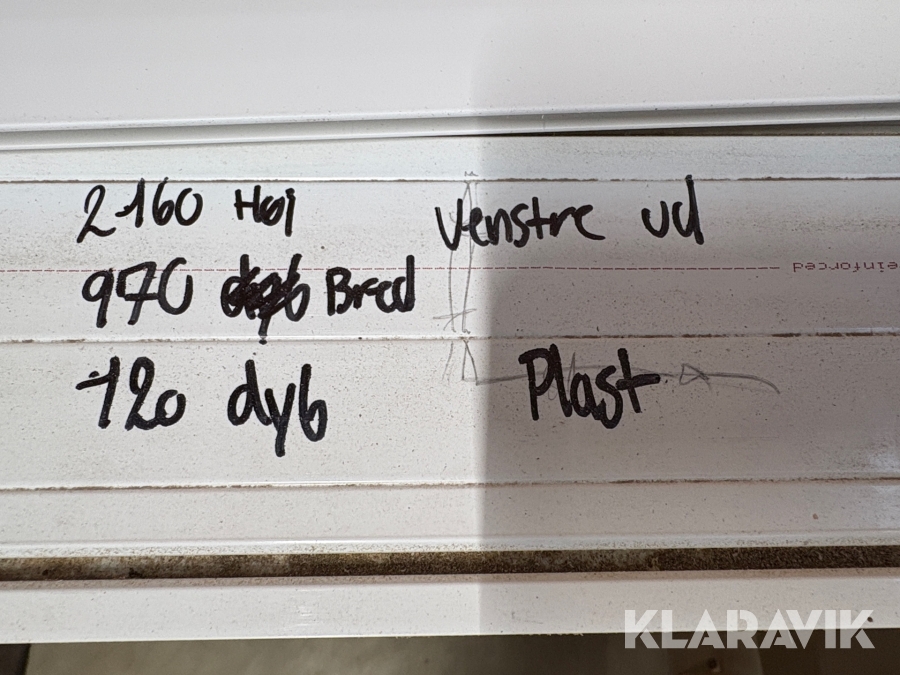 2160 Høj
venstre ud
einforced
970 Bred
120 dyb
Plast
KLARAVIK